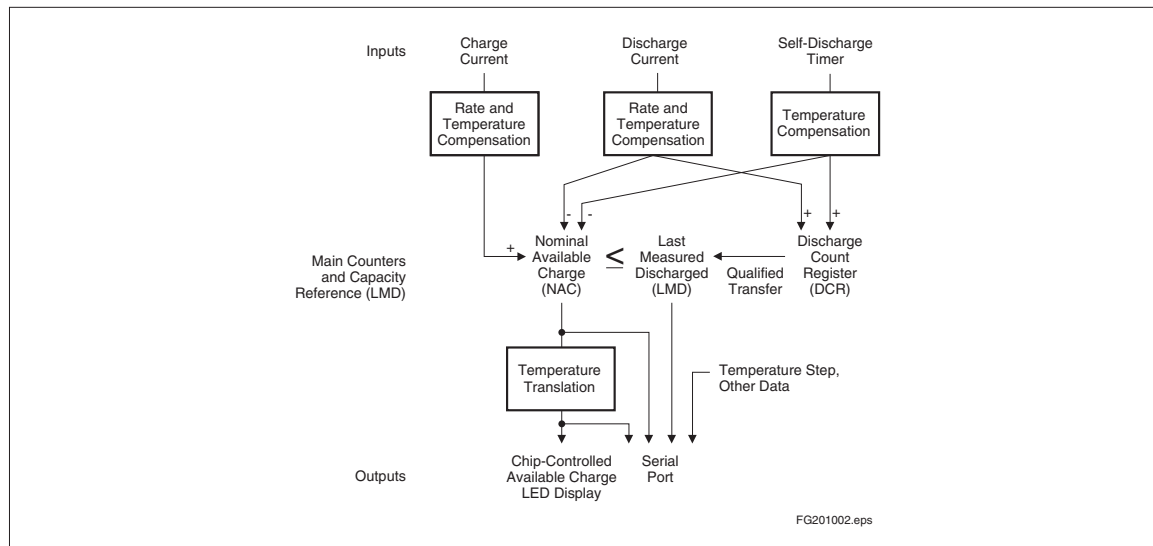 Inputs
Charge
Current
Discharge
Current
Self-Discharge
Timer
Rate and
Temperature
Compensation
Rate and
Temperature
Compensation
Temperature
Compensation
-
-
+
+
+
Main Counters
and Capacity
Reference (LMD)
Nominal
Available
Charge
(NAC)
≤
Last
Measured
Discharged
(LMD)
Qualified
Transfer
Discharge
Count
Register
(DCR)
Temperature
Translation
Temperature Step,
Other Data
Outputs
Chip-Controlled
Available Charge
LED Display
Serial
Port
FG201002.eps